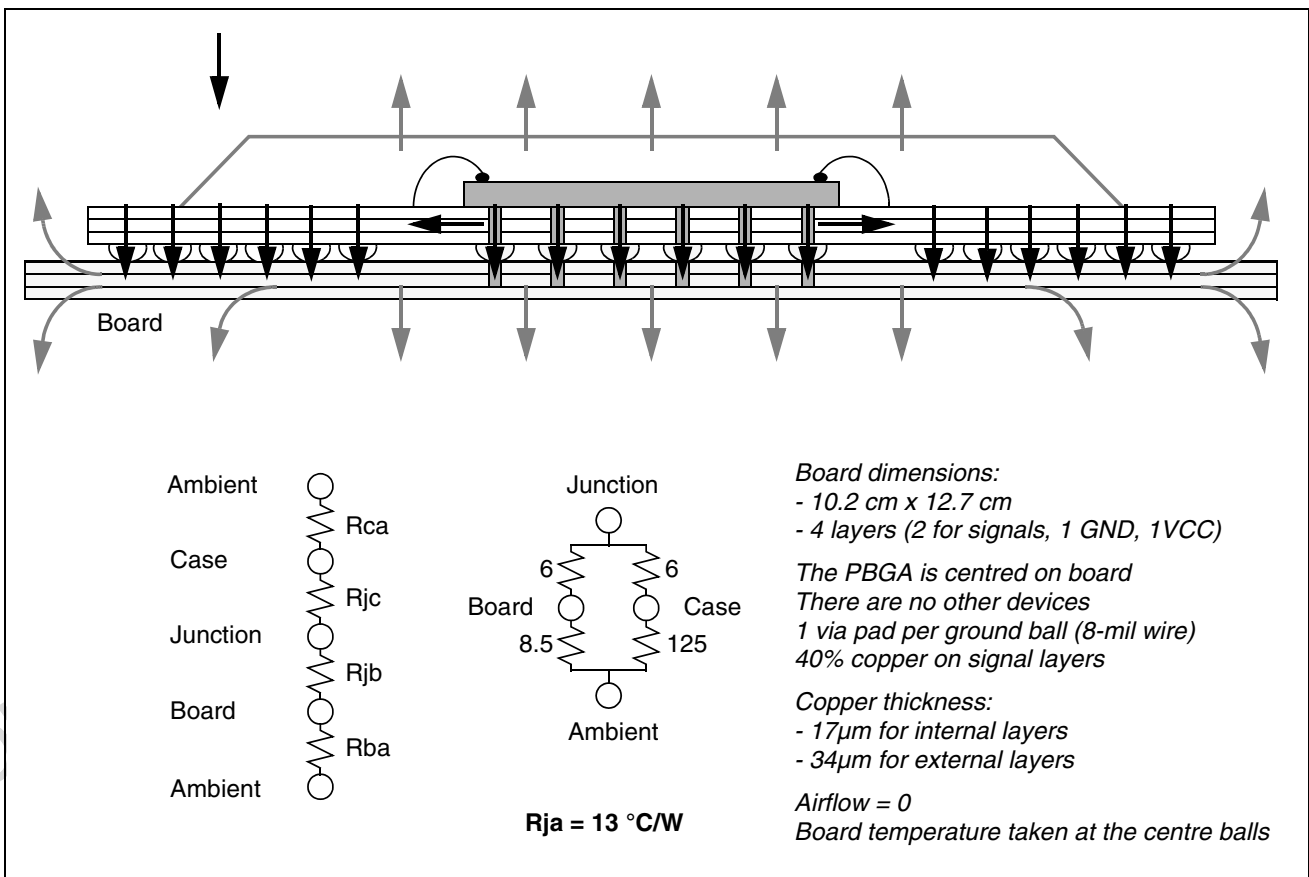 Board
Ambient
Rca
Case
Rjc
Junction
Rjb
Board
Rba
Ambient
Junction
6
6
Board
Case
8.5
125
Ambient
Rja = 13 °C/W
Board dimensions:
- 10.2 cm x 12.7 cm
- 4 layers (2 for signals, 1 GND, 1VCC)
The PBGA is centred on board
There are no other devices
1 via pad per ground ball (8-mil wire)
40% copper on signal layers
Copper thickness:
- 17µm for internal layers
- 34µm for external layers
Airflow = 0
Board temperature taken at the centre balls